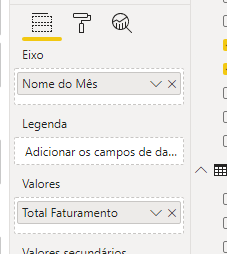 Eixo
Nome do Mês
Legenda
Adicionar os campos de da...
Valores
Total Faturamento
Valores secundários